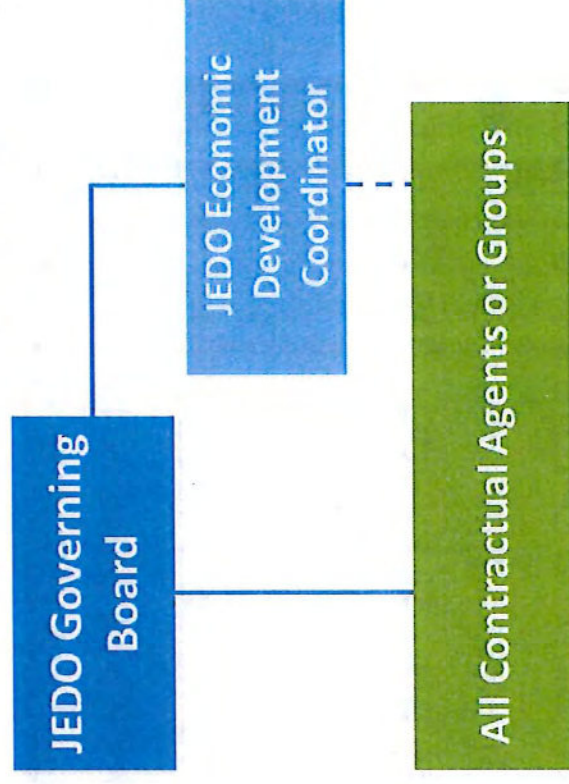 JEDO Governing
Board
JEDO Economic
Development
Coordinator
All Contractual Agents or Groups